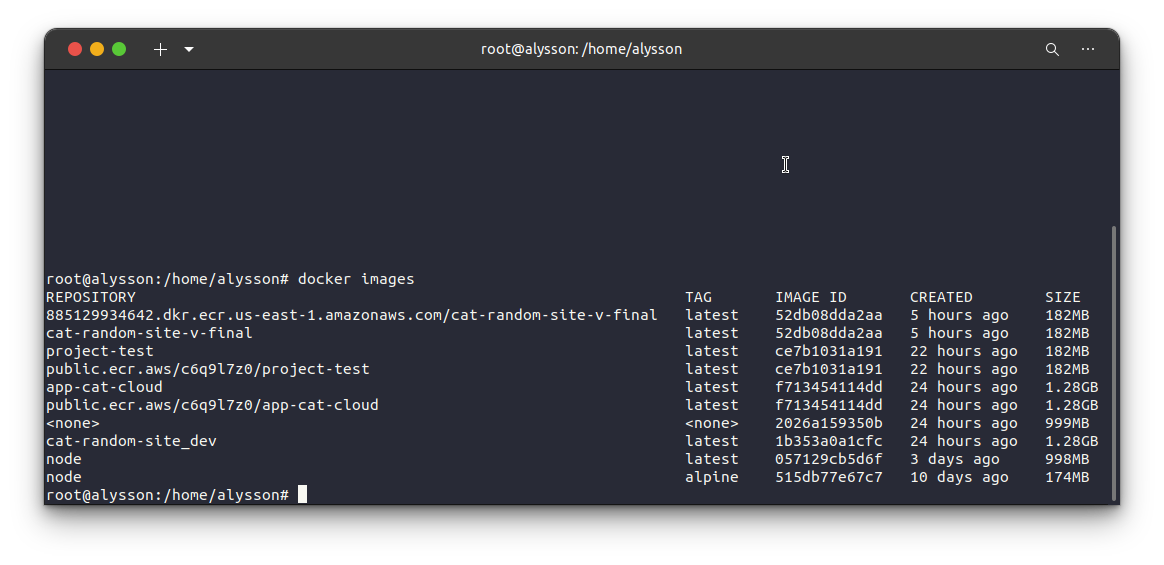 root@alysson: /home/alysson
root@alysson:/home/alysson# docker images
REPOSITORY TAG IMAGE ID CREATED SIZE
885129934642.dkr.ecr.us-east-1.amazonaws.com/cat-random-site-v-final latest 52db08dda2aa 5 hours ago 182MB
cat-random-site-v-final latest 52db08dda2aa 5 hours ago 182MB
project-test latest ce7b1031a191 22 hours ago 182MB
public.ecr.aws/c6q9l7z0/project-test latest ce7b1031a191 22 hours ago 182MB
app-cat-cloud latest f713454114dd 24 hours ago 1.28GB
public.ecr.aws/c6q9l7z0/app-cat-cloud latest f713454114dd 24 hours ago 1.28GB
<none> <none> 2026a159350b 24 hours ago 999MB
cat-random-site_dev latest 1b353a0a1cfc 24 hours ago 1.28GB
node latest 057129cb5d6f 3 days ago 998MB
node alpine 515db77e67c7 10 days ago 174MB
root@alysson:/home/alysson#